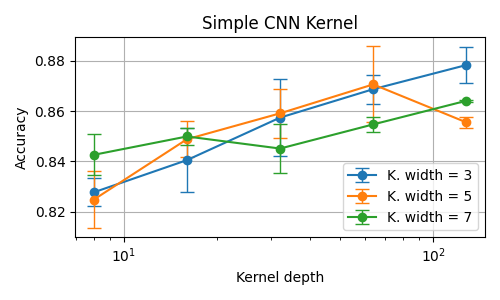 Simple CNN Kernel
Accuracy
0.88
0.86
0.84
0.82
K. width = 3
K. width = 5
K. width = 7
10¹
10²
Kernel depth